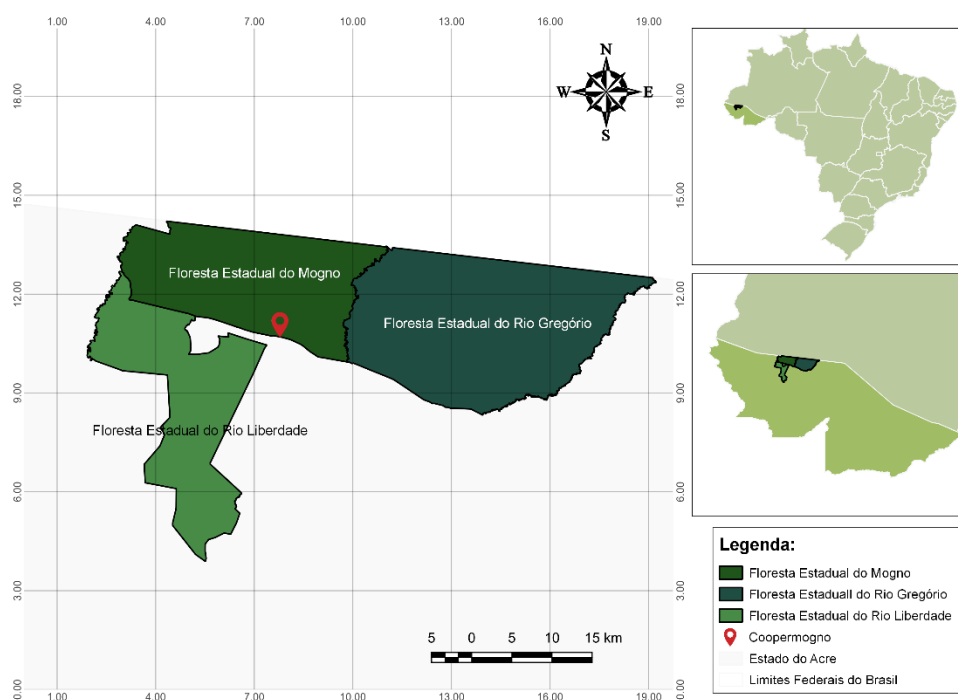 1.00 4.00 7.00 10.00 13.00 16.00 19.00
N
W E
S
18.00 18.00
15.00 15.00
Floresta Estadual do Mogno
12.00 12.00
Floresta Estadual do Rio Gregório
9.00 9.00
Floresta Estadual do Rio Liberdade
6.00 6.00
3.00 3.00
5 0 5 10 15 km
0.00 0.00
1.00 4.00 7.00 10.00 13.00 16.00 19.00
Legenda:
Floresta Estadual do Mogno
Floresta Estaduall do Rio Gregório
Floresta Estadual do Rio Liberdade
Coopermogno
Estado do Acre
Limites Federais do Brasil